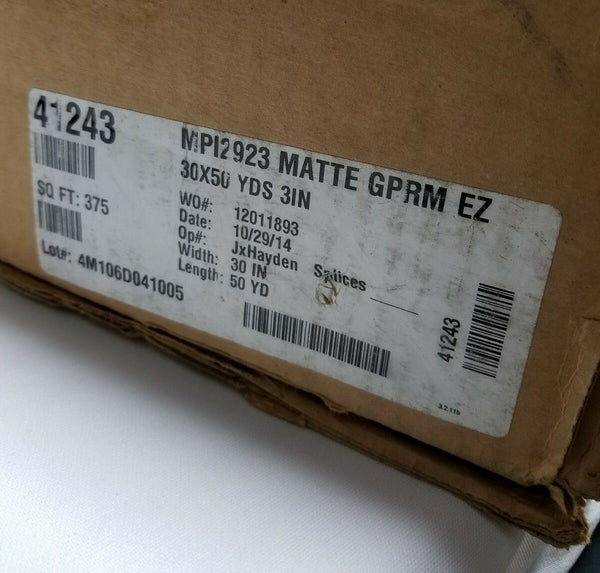 41243
MPI2923 MATTE GPRM EZ
30X50 YDS 3IN
SQ FT: 375
WO#: 12011893
Date: 10/29/14
Op#: JxHayden
Width: 30 IN
Length: 50 YD
Splices
Lot#: 4M106D041005
41243